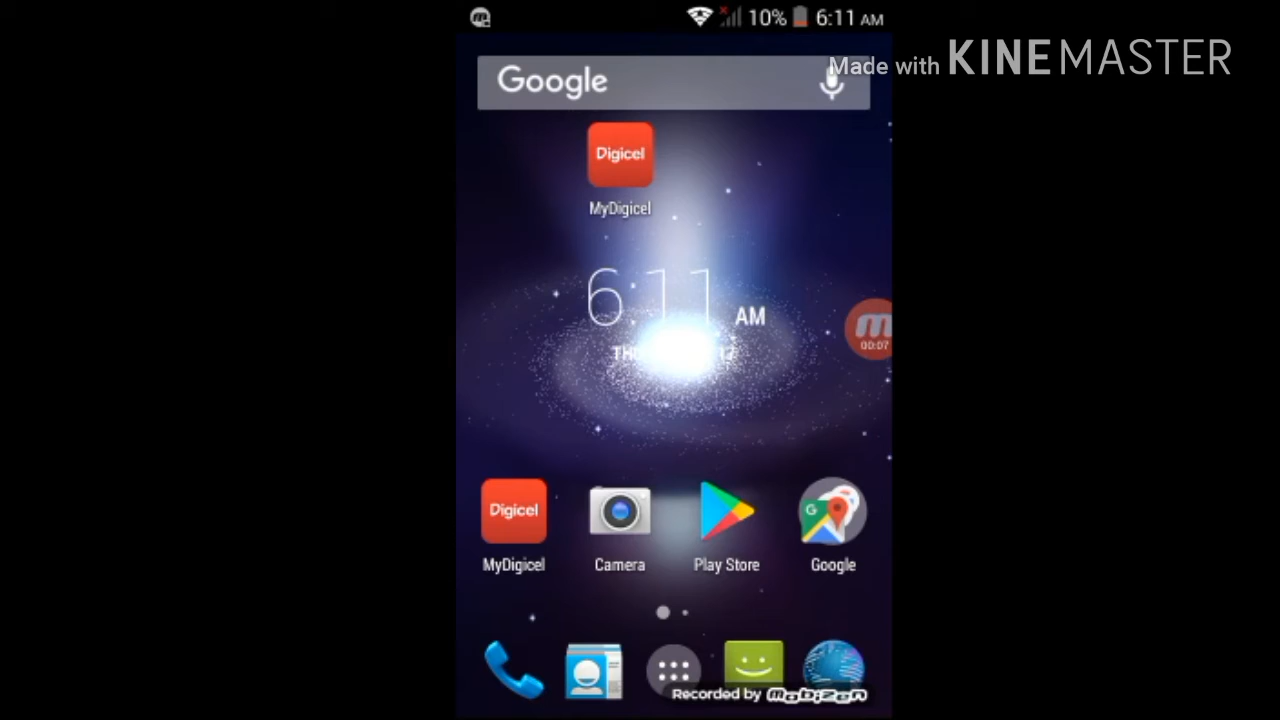 10% 6:11 AM
Made with KINEMASTER
Google
Digicel
MyDigicel
6:11 AM
00:07
Digicel
MyDigicel
Camera
Play Store
G
Google
Recorded by Mobizen